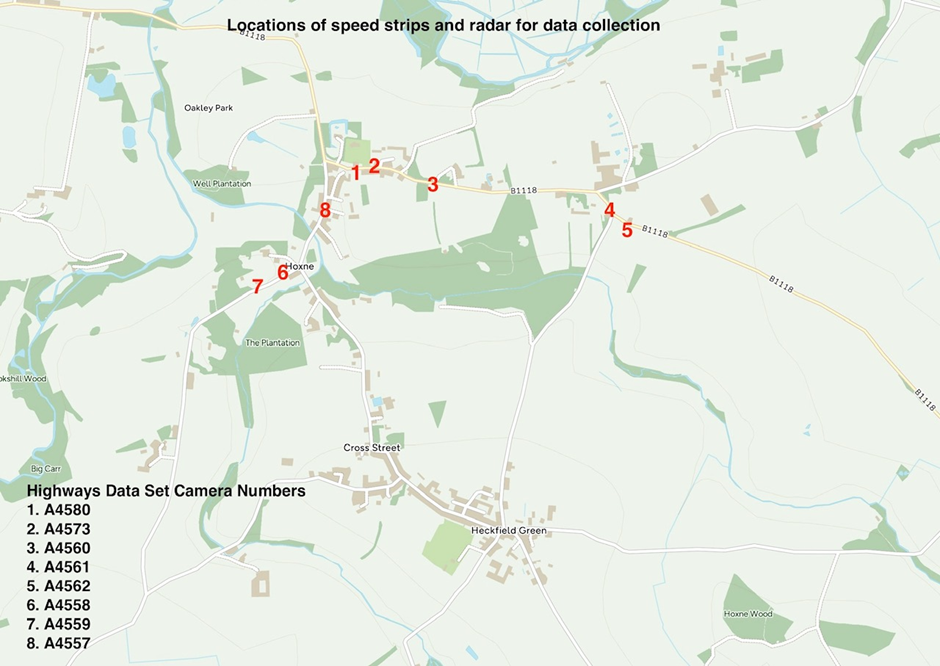 Locations of speed strips and radar for data collection
B1118
Oakley Park
1
2
3
Well Plantation
B1118
8
4
5
B1118
Hoxne
6
7
B1118
The Plantation
kshill Wood
B1118
Cross Street
Big Carr
Highways Data Set Camera Numbers
1. A4580
2. A4573
3. A4560
4. A4561
5. A4562
6. A4558
7. A4559
8. A4557
Heckfield Green
Hoxne Wood